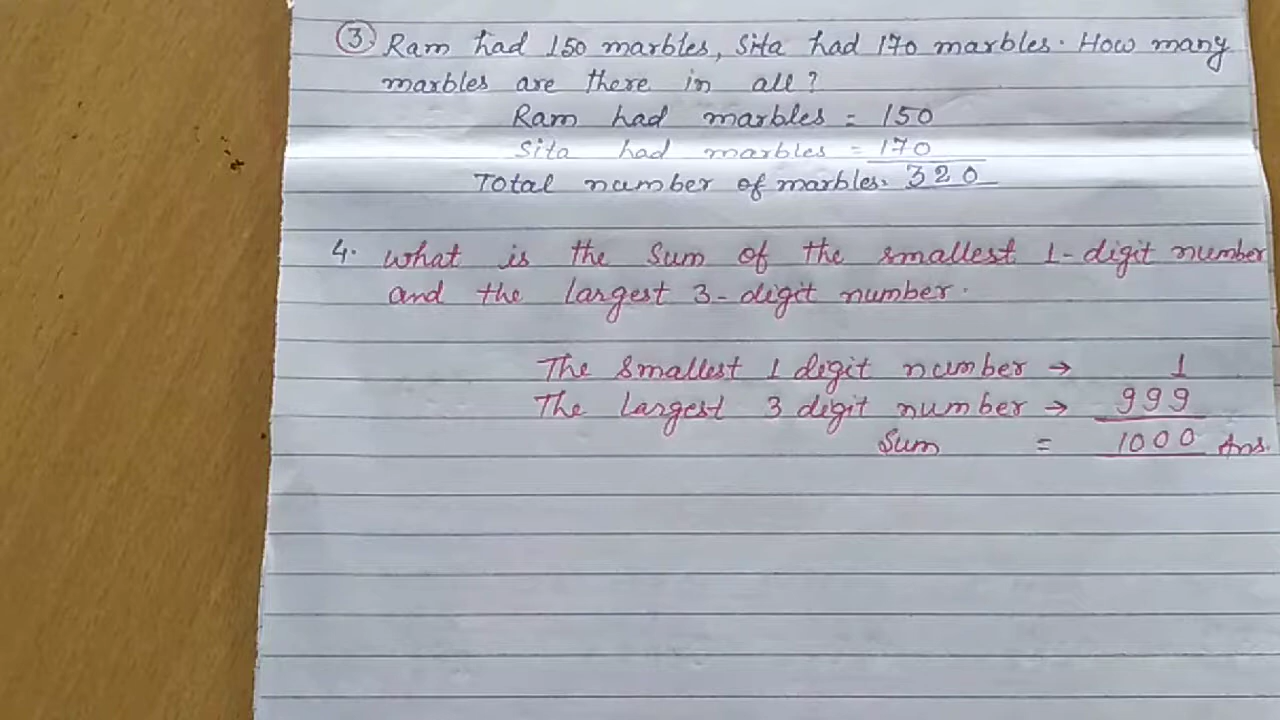 3. Ram had 150 marbles, Sita had 170 marbles. How many
marbles are there in all?
Ram had marbles = 150
Sita had marbles = 170
Total number of marbles. 320
4. what is the Sum of the smallest 1-digit number
and the largest 3-digit number.
The Smallest 1 digit number → 1
The Largest 3 digit number → 999
Sum = 1000 Ans.